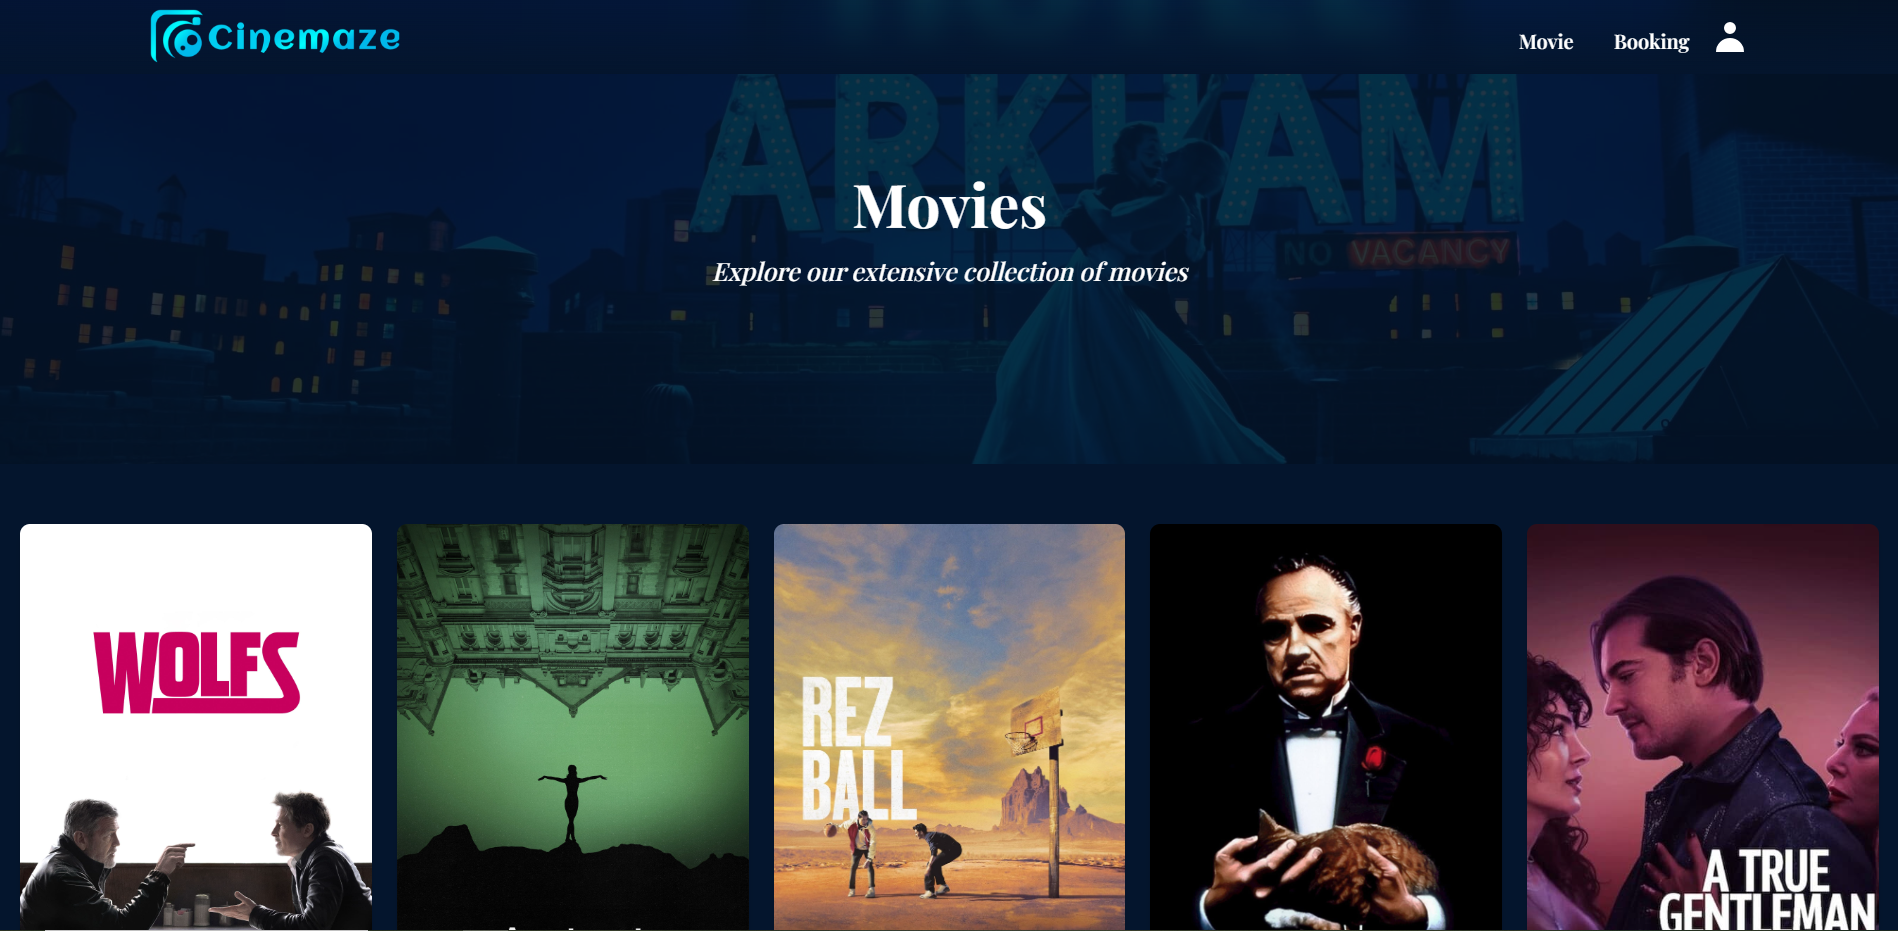 Cinemaze
Movie
Booking
ARKHAM
Movies
NO VACANCY
Explore our extensive collection of movies
WOLFS
REZ
BALL
A TRUE
GENTLEMAN